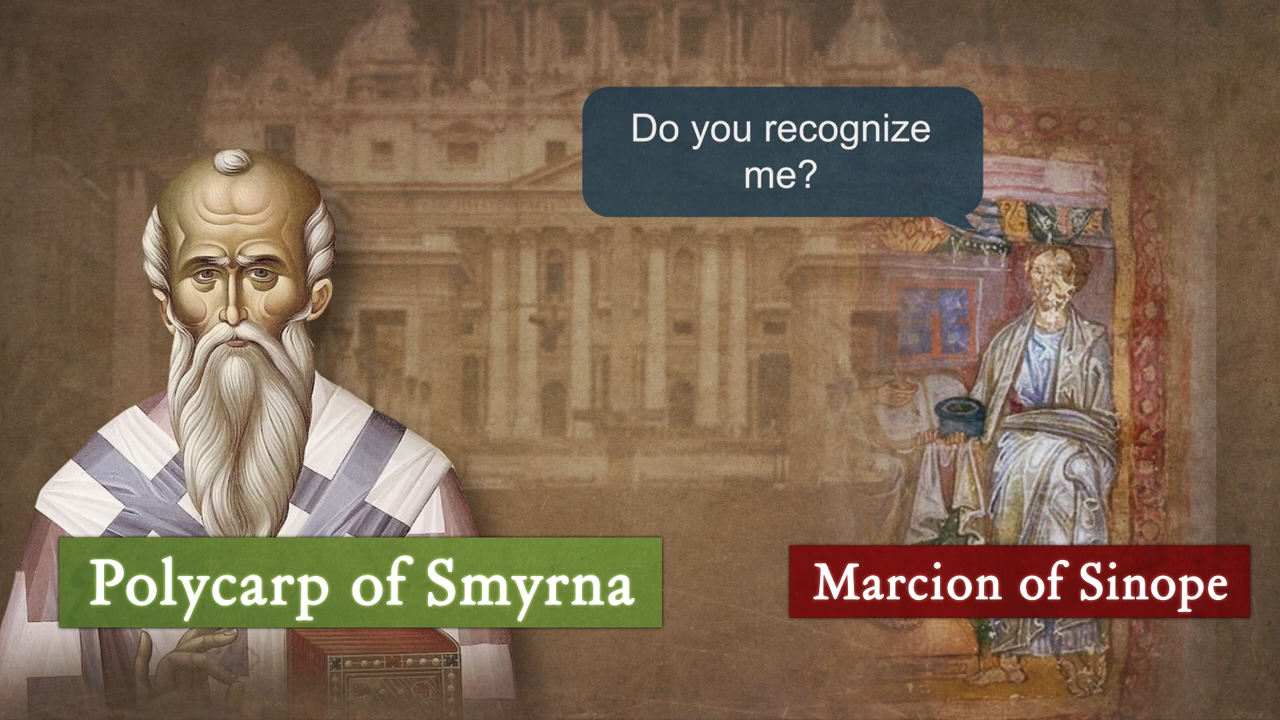 Do you recognize
me?
Polycarp of Smyrna
Marcion of Sinope